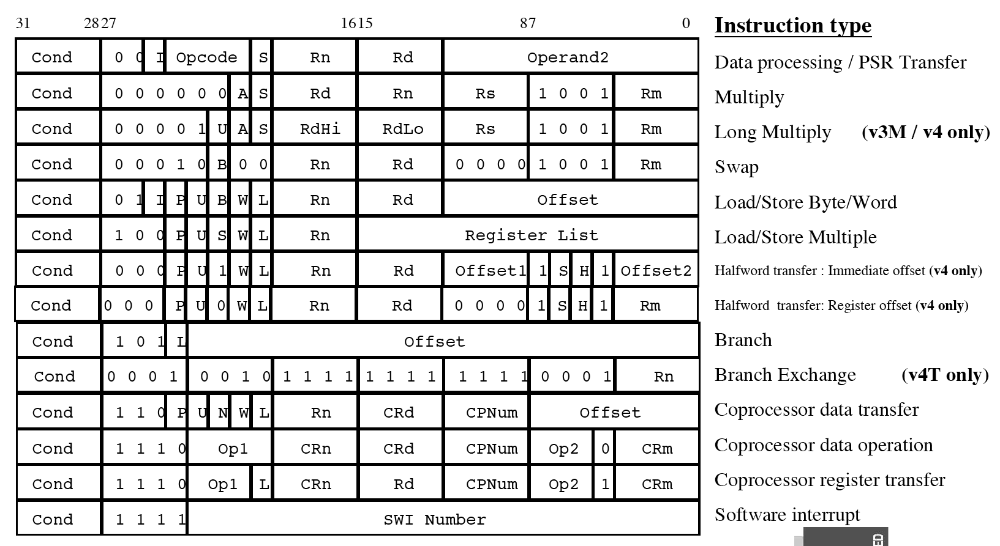 31 28 27 16 15 8 7 0 Instruction type
Cond 0 0 I Opcode S Rn Rd Operand2 Data processing / PSR Transfer
Cond 0 0 0 0 0 0 A S Rd Rn Rs 1 0 0 1 Rm Multiply
Cond 0 0 0 0 1 U A S RdHi RdLo Rs 1 0 0 1 Rm Long Multiply (v3M / v4 only)
Cond 0 0 0 1 0 B 0 0 Rn Rd 0 0 0 0 1 0 0 1 Rm Swap
Cond 0 1 I P U B W L Rn Rd Offset Load/Store Byte/Word
Cond 1 0 0 P U S W L Rn Register List Load/Store Multiple
Cond 0 0 0 P U 1 W L Rn Rd Offset1 1 S H 1 Offset2 Halfword transfer : Immediate offset (v4 only)
Cond 0 0 0 P U 0 W L Rn Rd 0 0 0 0 1 S H 1 Rm Halfword transfer: Register offset (v4 only)
Cond 1 0 1 L Offset Branch
Cond 0 0 0 1 0 0 1 0 1 1 1 1 1 1 1 1 1 1 1 1 0 0 0 1 Rn Branch Exchange (v4T only)
Cond 1 1 0 P U N W L Rn CRd CPNum Offset Coprocessor data transfer
Cond 1 1 1 0 Op1 CRn CRd CPNum Op2 0 CRm Coprocessor data operation
Cond 1 1 1 0 Op1 L CRn Rd CPNum Op2 1 CRm Coprocessor register transfer
Cond 1 1 1 1 SWI Number Software interrupt
ED